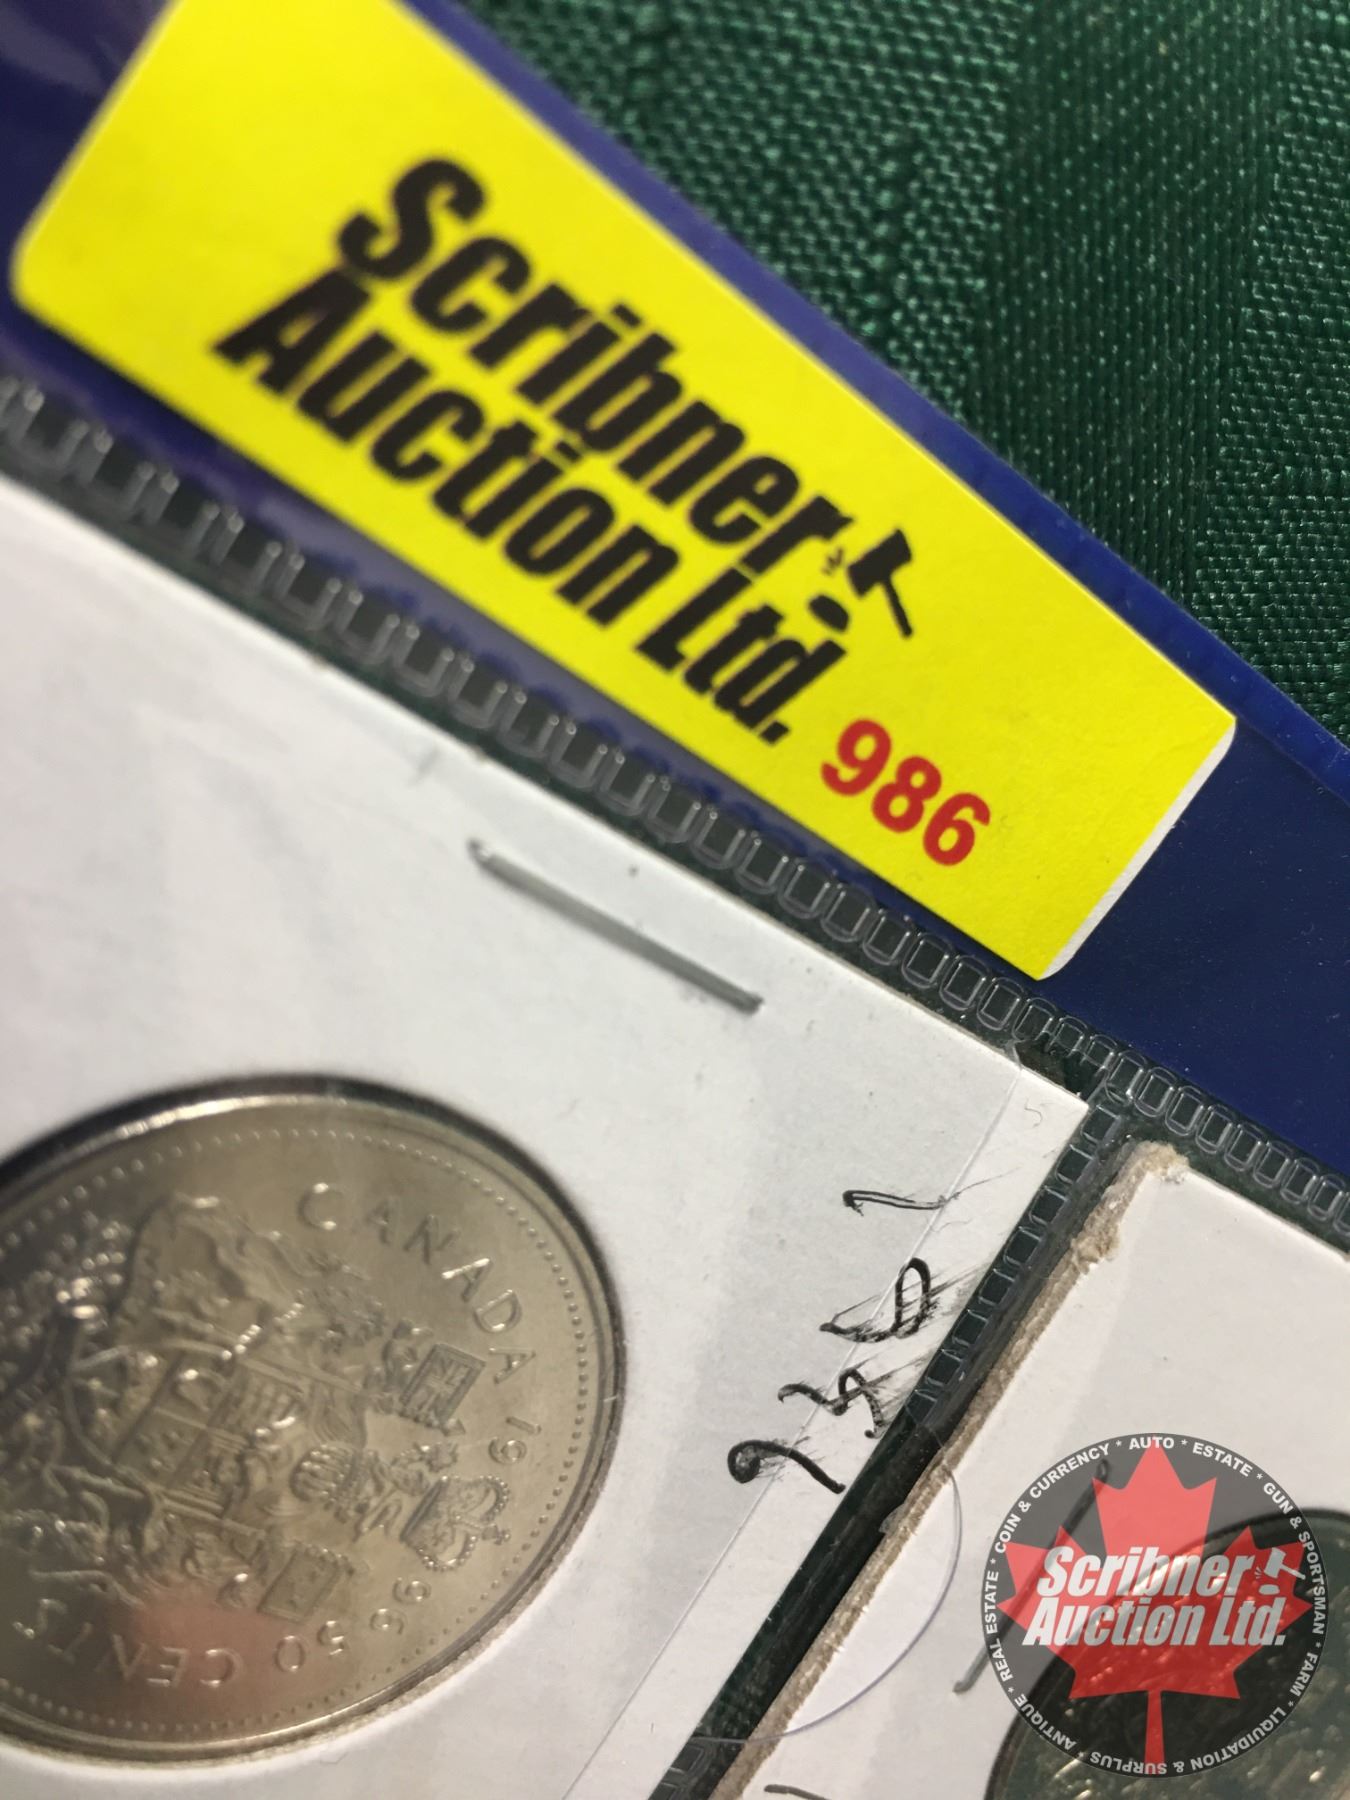 Scribner
Auction Ltd.
986
CANADA 1996
50 CENTS
REAL ESTATE * COIN & CURRENCY * AUTO * ESTATE * GUN & SPORTSMAN * FARM * LIQUIDATION & SURPLUS * ANTIQUE *
Scribner
Auction Ltd.